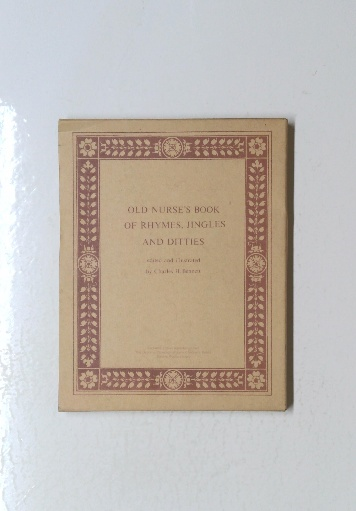 OLD NURSE'S BOOK
OF RHYMES, JINGLES
AND DITTIES
edited and illustrated
by Charles H. Bennett